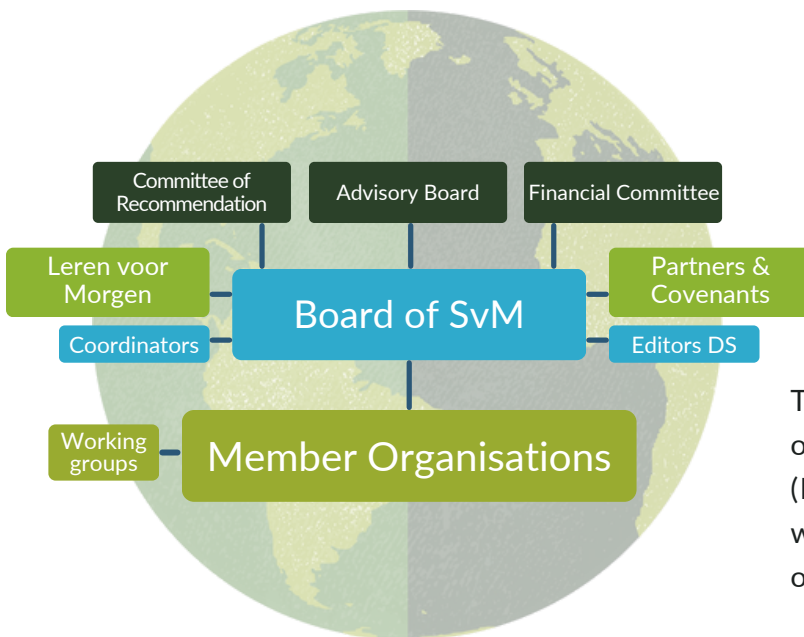 Committee of
Recommendation
Advisory Board
Financial Committee
Leren voor
Morgen
Board of SvM
Partners &
Covenants
Coordinators
Editors DS
Working
groups
Member Organisations